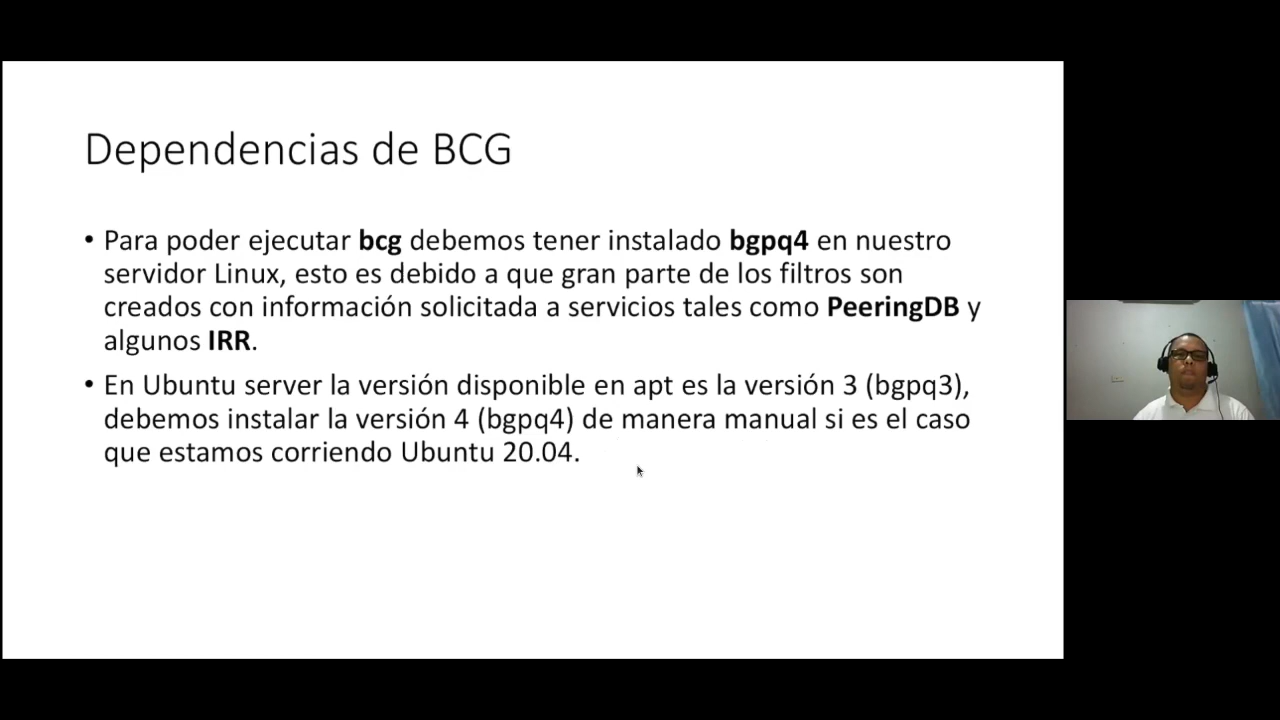 Dependencias de BCG
• Para poder ejecutar bcg debemos tener instalado bgpq4 en nuestro
servidor Linux, esto es debido a que gran parte de los filtros son
creados con información solicitada a servicios tales como PeeringDB y
algunos IRR.
• En Ubuntu server la versión disponible en apt es la versión 3 (bgpq3),
debemos instalar la versión 4 (bgpq4) de manera manual si es el caso
que estamos corriendo Ubuntu 20.04.